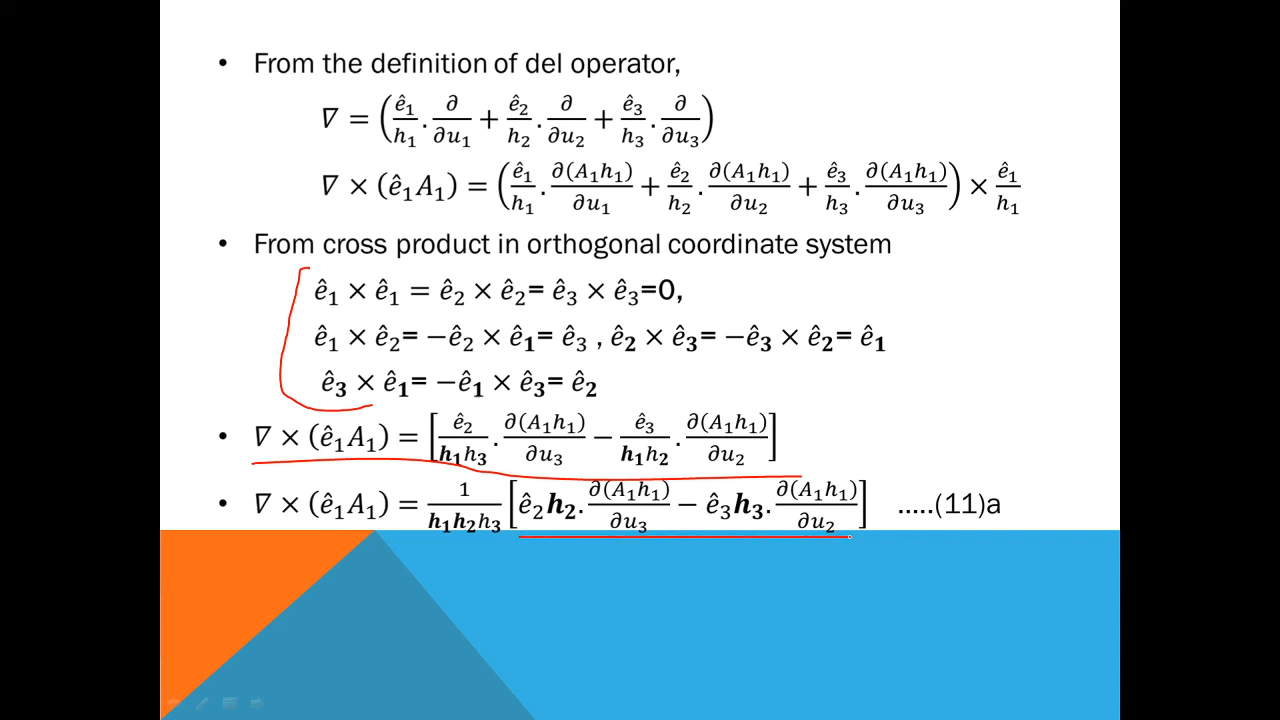 • From the definition of del operator,
∇ = (ê₁/h₁ . ∂/∂u₁ + ê₂/h₂ . ∂/∂u₂ + ê₃/h₃ . ∂/∂u₃)
∇ × (ê₁A₁) = (ê₁/h₁ . ∂(A₁h₁)/∂u₁ + ê₂/h₂ . ∂(A₁h₁)/∂u₂ + ê₃/h₃ . ∂(A₁h₁)/∂u₃) × ê₁/h₁
• From cross product in orthogonal coordinate system
ê₁ × ê₁ = ê₂ × ê₂= ê₃ × ê₃=0,
ê₁ × ê₂= −ê₂ × ê₁= ê₃ , ê₂ × ê₃= −ê₃ × ê₂= ê₁
ê₃ × ê₁= −ê₁ × ê₃= ê₂
• ∇ × (ê₁A₁) = [ê₂/h₁h₃ . ∂(A₁h₁)/∂u₃ − ê₃/h₁h₂ . ∂(A₁h₁)/∂u₂]
• ∇ × (ê₁A₁) = 1/h₁h₂h₃ [ê₂h₂. ∂(A₁h₁)/∂u₃ − ê₃h₃. ∂(A₁h₁)/∂u₂] .....(11)a